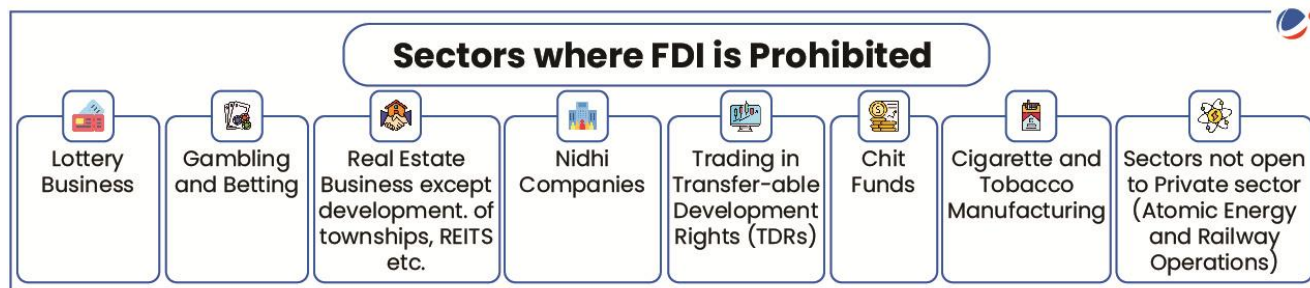 Sectors where FDI is Prohibited
Lottery
Business
Gambling
and Betting
Real Estate
Business except
development. of
townships, REITS
etc.
Nidhi
Companies
Trading in
Transfer-able
Development
Rights (TDRs)
Chit
Funds
Cigarette and
Tobacco
Manufacturing
Sectors not open
to Private sector
(Atomic Energy
and Railway
Operations)